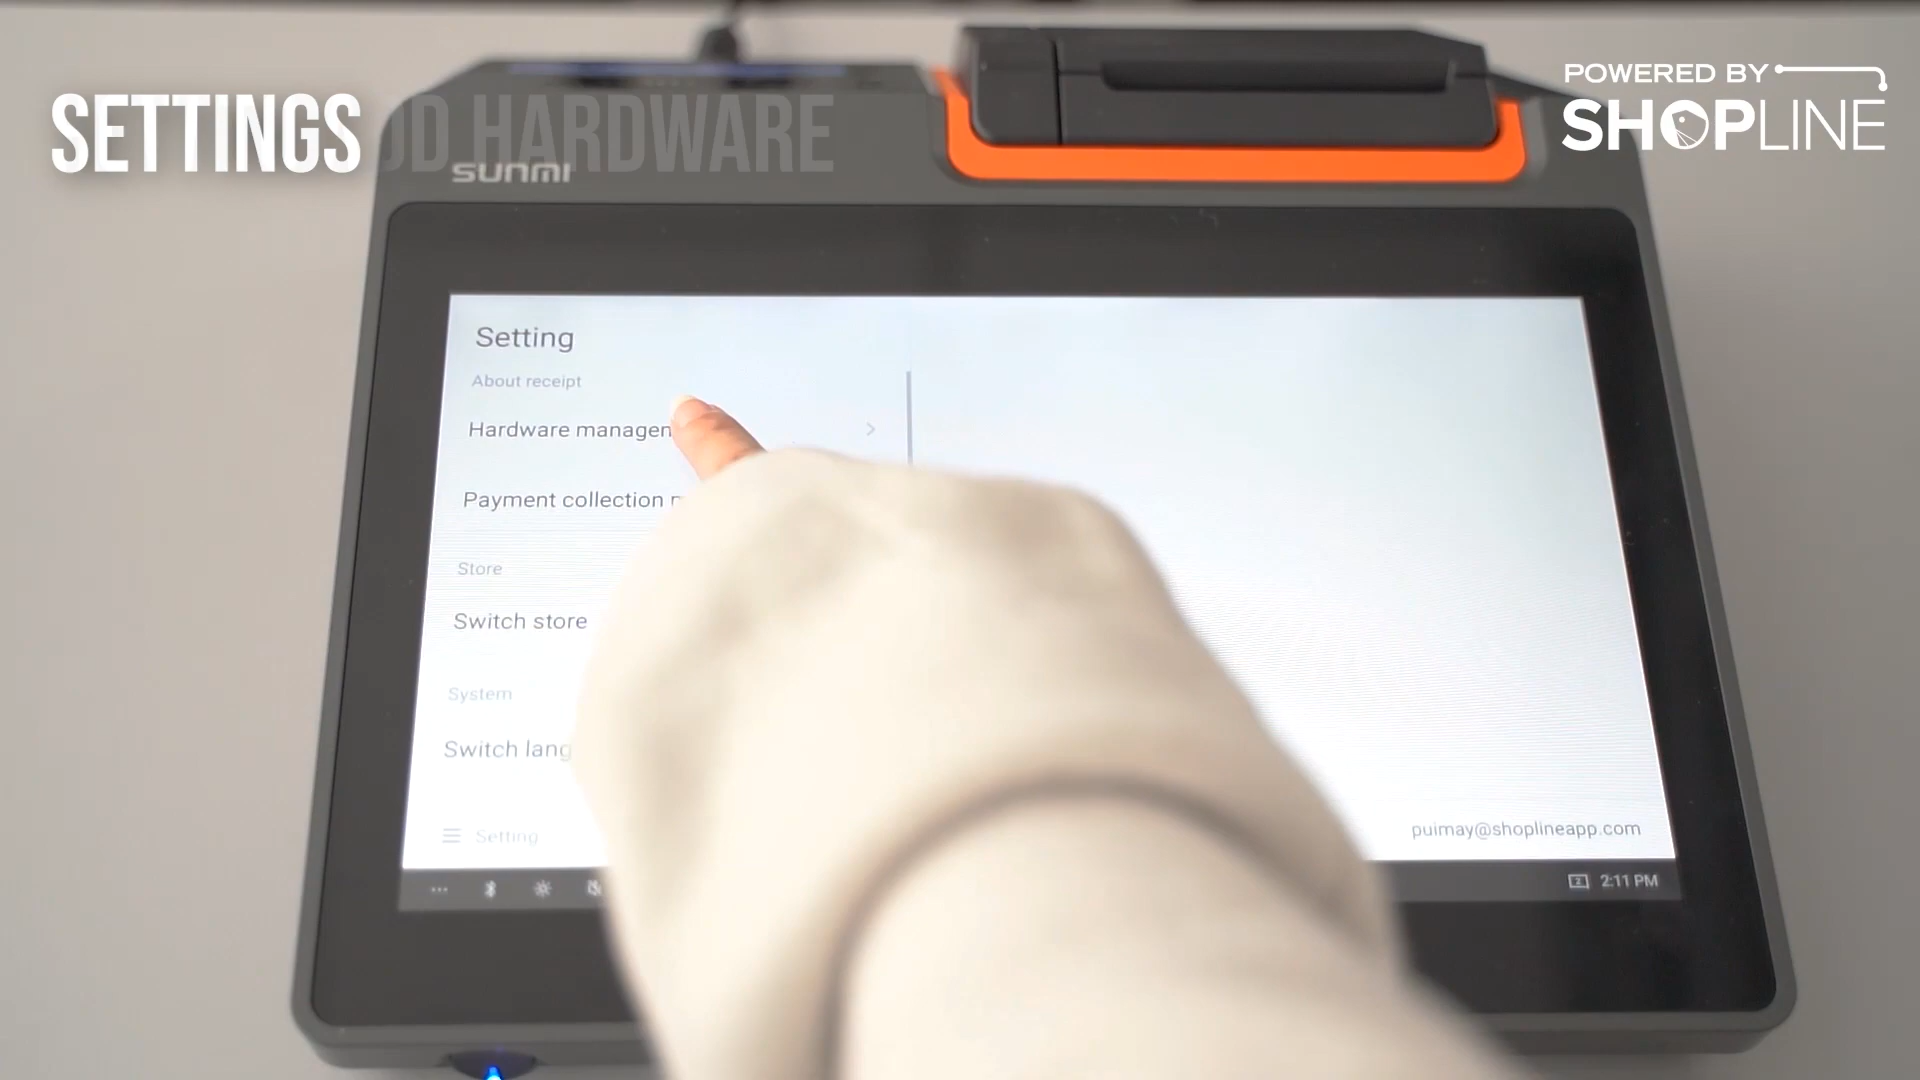 SETTINGS
HARDWARE
POWERED BY
SHOPLINE
sunmi
Setting
About receipt
Hardware managem
Payment collection
Store
Switch store
System
Switch lang
Setting
puimay@shoplineapp.com
2:11 PM